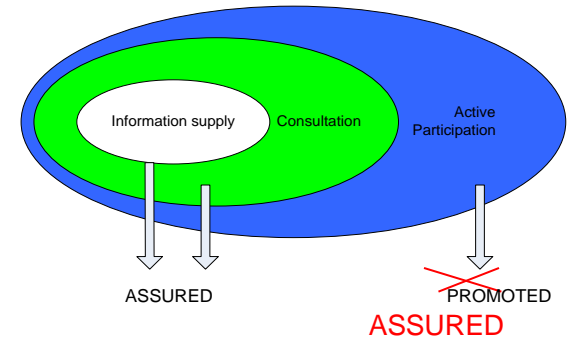 Information supply
Consultation
Active
Participation
ASSURED
PROMOTED
ASSURED